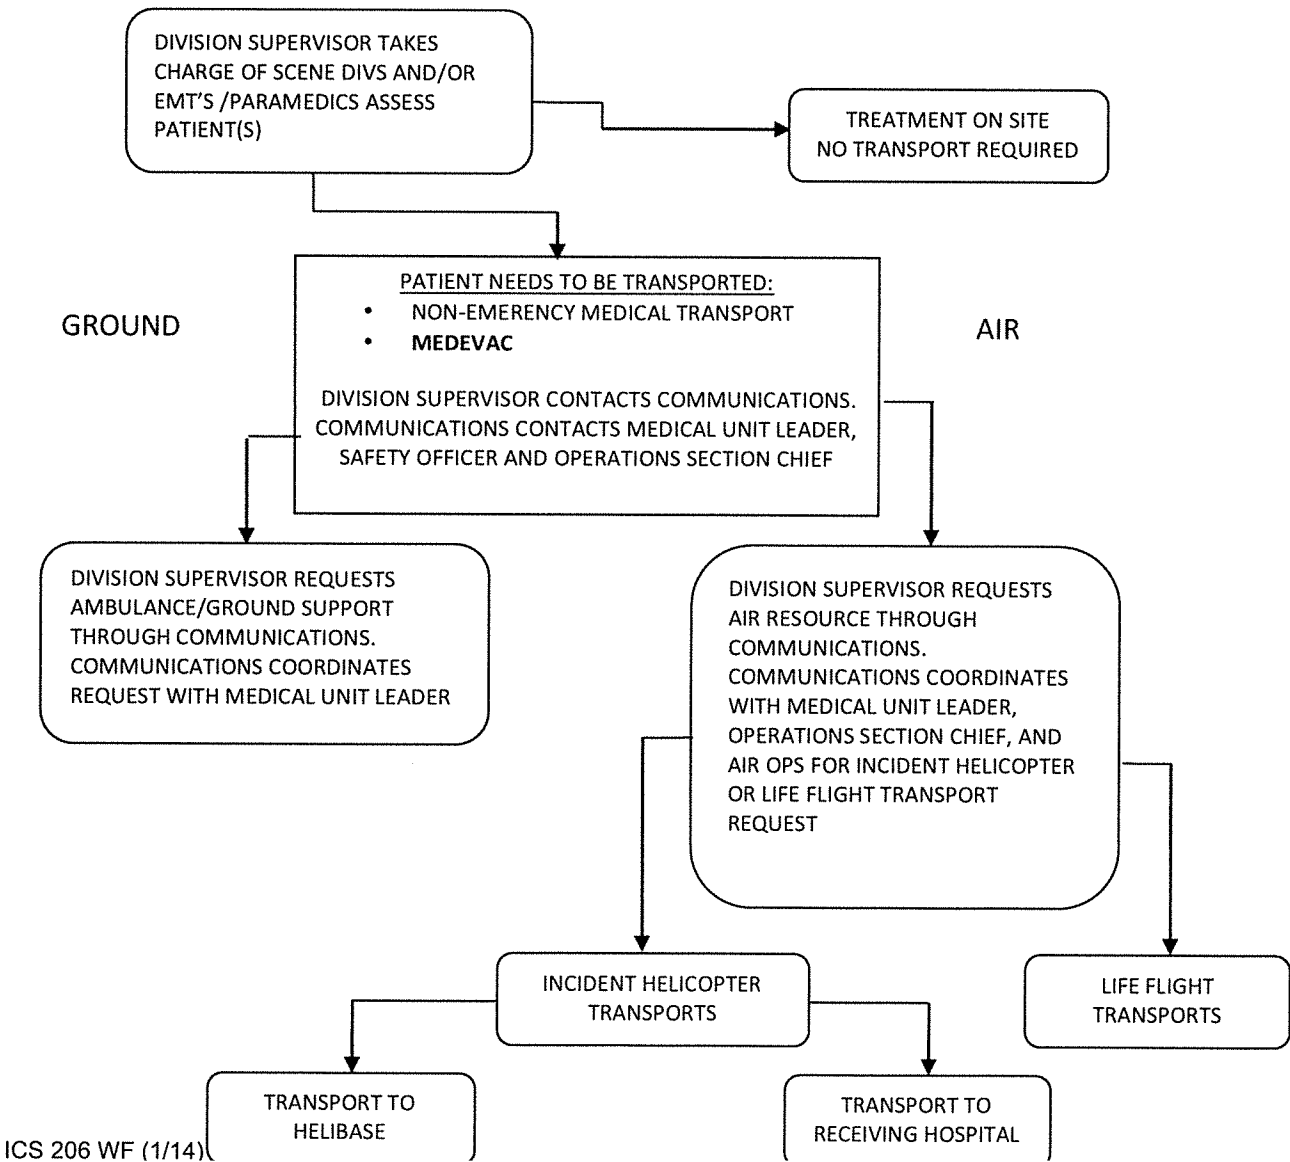 DIVISION SUPERVISOR TAKES
CHARGE OF SCENE DIVS AND/OR
EMT'S /PARAMEDICS ASSESS
PATIENT(S)
TREATMENT ON SITE
NO TRANSPORT REQUIRED
GROUND
PATIENT NEEDS TO BE TRANSPORTED:
• NON-EMERENCY MEDICAL TRANSPORT
• MEDEVAC
DIVISION SUPERVISOR CONTACTS COMMUNICATIONS.
COMMUNICATIONS CONTACTS MEDICAL UNIT LEADER,
SAFETY OFFICER AND OPERATIONS SECTION CHIEF
AIR
DIVISION SUPERVISOR REQUESTS
AMBULANCE/GROUND SUPPORT
THROUGH COMMUNICATIONS.
COMMUNICATIONS COORDINATES
REQUEST WITH MEDICAL UNIT LEADER
DIVISION SUPERVISOR REQUESTS
AIR RESOURCE THROUGH
COMMUNICATIONS.
COMMUNICATIONS COORDINATES
WITH MEDICAL UNIT LEADER,
OPERATIONS SECTION CHIEF, AND
AIR OPS FOR INCIDENT HELICOPTER
OR LIFE FLIGHT TRANSPORT
REQUEST
INCIDENT HELICOPTER
TRANSPORTS
LIFE FLIGHT
TRANSPORTS
TRANSPORT TO
HELIBASE
TRANSPORT TO
RECEIVING HOSPITAL
ICS 206 WF (1/14)